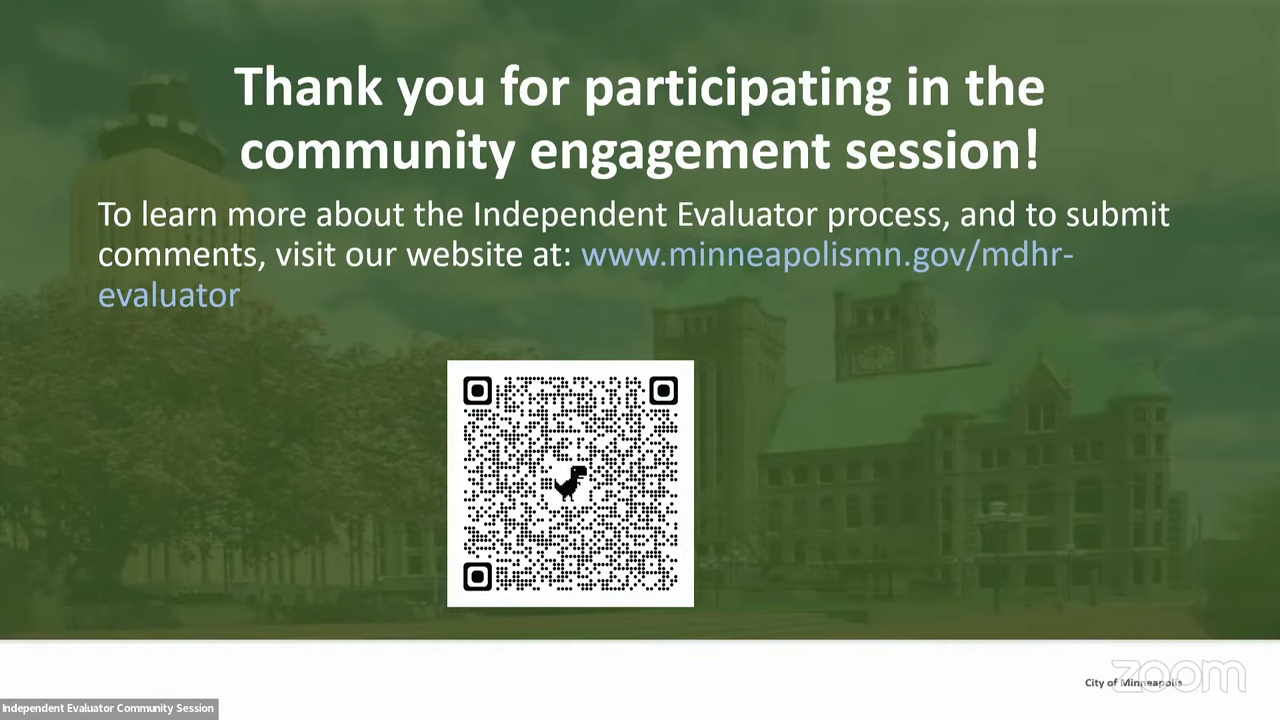 Thank you for participating in the
community engagement session!
To learn more about the Independent Evaluator process, and to submit
comments, visit our website at: www.minneapolismn.gov/mdhr-
evaluator
City of Minneapolis
zoom
Independent Evaluator Community Session